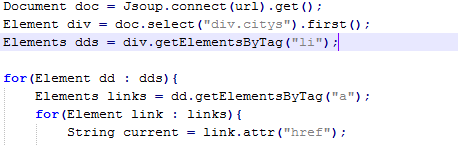 Document doc = Jsoup.connect(url).get();
Element div = doc.select("div.citys").first();
Elements dds = div.getElementsByTag("li");
for(Element dd : dds){
Elements links = dd.getElementsByTag("a");
for(Element link : links){
String current = link.attr("href");